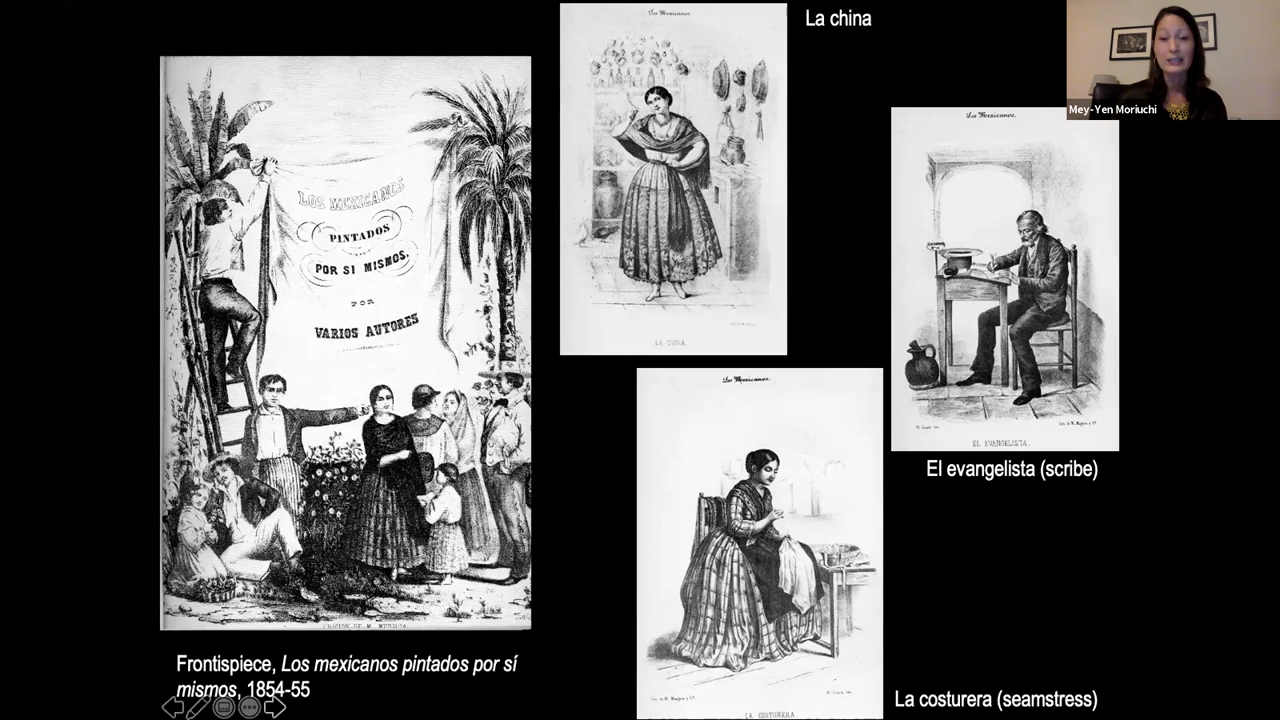 LOS MEXICANOS
PINTADOS
POR SI MISMOS.
POR
VARIOS AUTORES
Frontispiece, Los mexicanos pintados por sí
mismos, 1854-55
Los Mexicanos.
LA CHINA.
La china
Los Mexicanos.
LA COSTURERA.
La costurera (seamstress)
Los Mexicanos.
EL EVANGELISTA.
El evangelista (scribe)
Mey-Yen Moriuchi